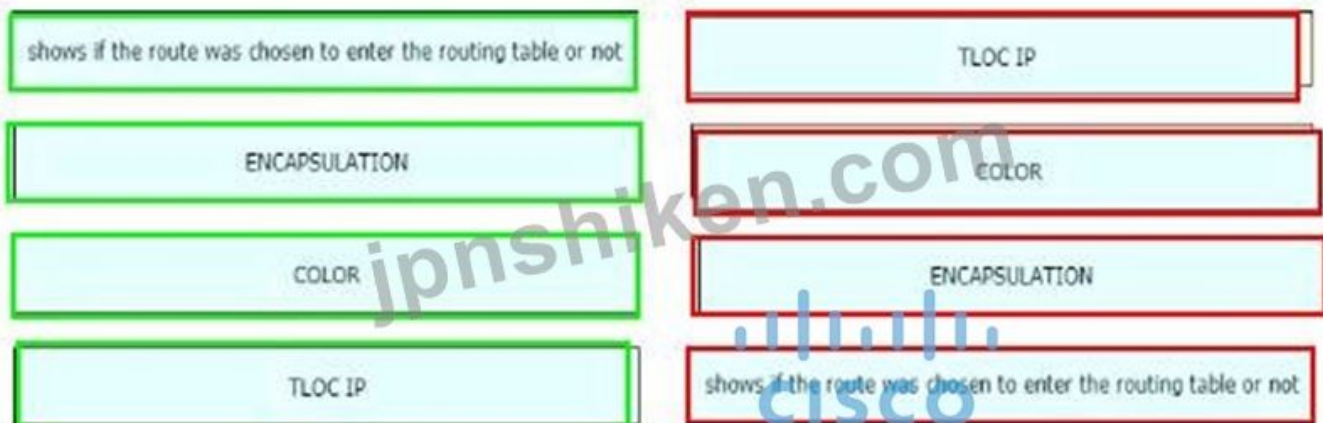 shows if the route was chosen to enter the routing table or not
TLOC IP
ENCAPSULATION
COLOR
COLOR
ENCAPSULATION
TLOC IP
shows if the route was chosen to enter the routing table or not
jpnshiken.com
CISCO